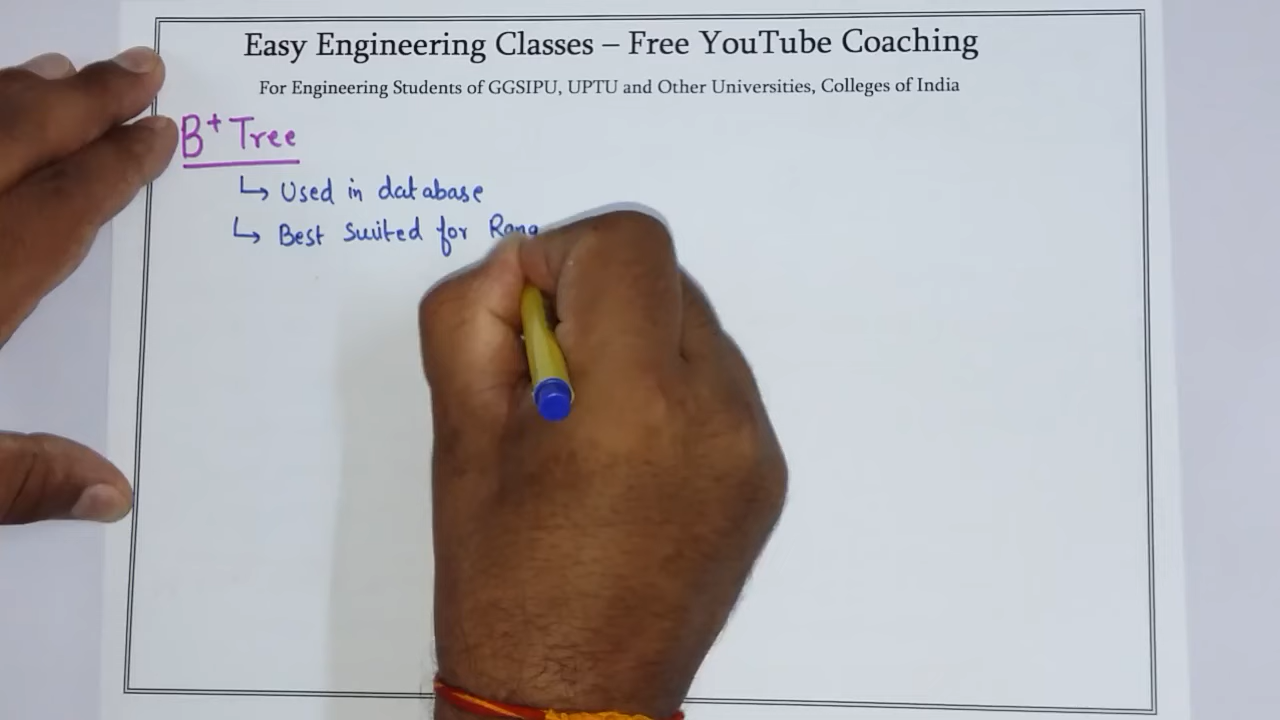 Easy Engineering Classes – Free YouTube Coaching
For Engineering Students of GGSIPU, UPTU and Other Universities, Colleges of India
B+ Tree
↳ Used in database
↳ Best Suited for Rang